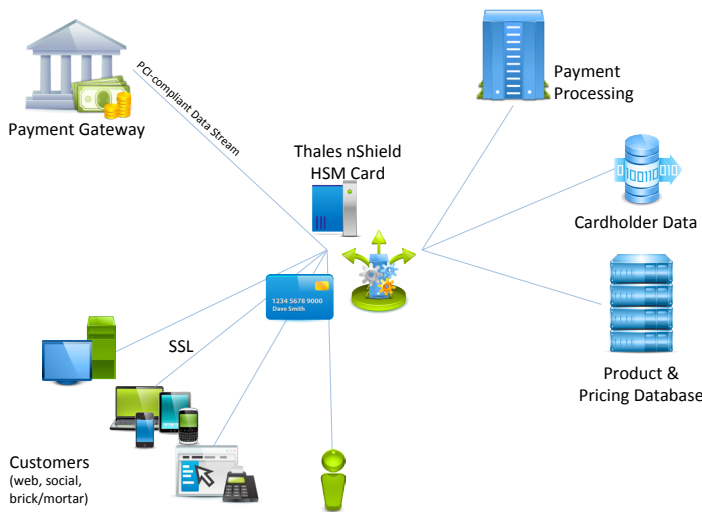 Payment Gateway
PCI-compliant Data Stream
Payment
Processing
Thales nShield
HSM Card
010011001010
Cardholder Data
1234 5678 9000
Dave Smith
SSL
Product &
Pricing Database
Customers
(web, social,
brick/mortar)